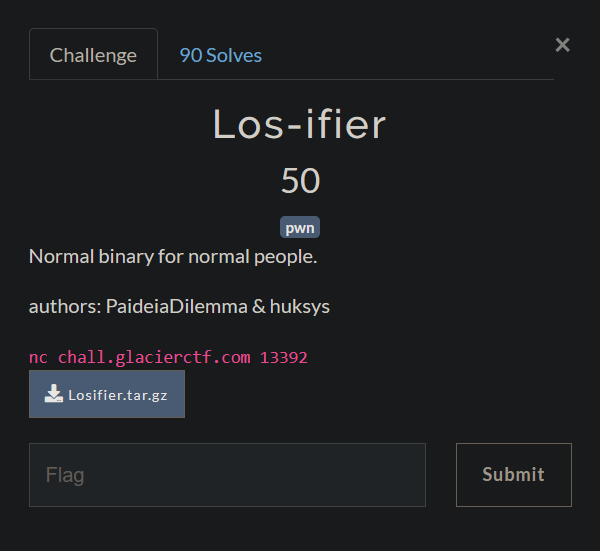 Challenge
90 Solves
×
Los-ifier
50
pwn
Normal binary for normal people.
authors: PaideiaDilemma & huksys
nc chall.glacierctf.com 13392
Losifier.tar.gz
Flag
Submit